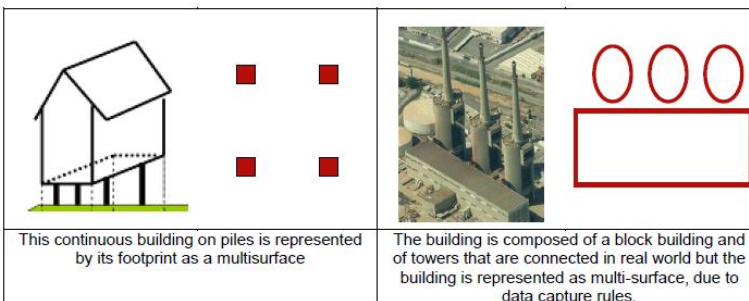 This continuous building on piles is represented
by its footprint as a multisurface
The building is composed of a block building and
of towers that are connected in real world but the
building is represented as multi-surface, due to
data capture rules.